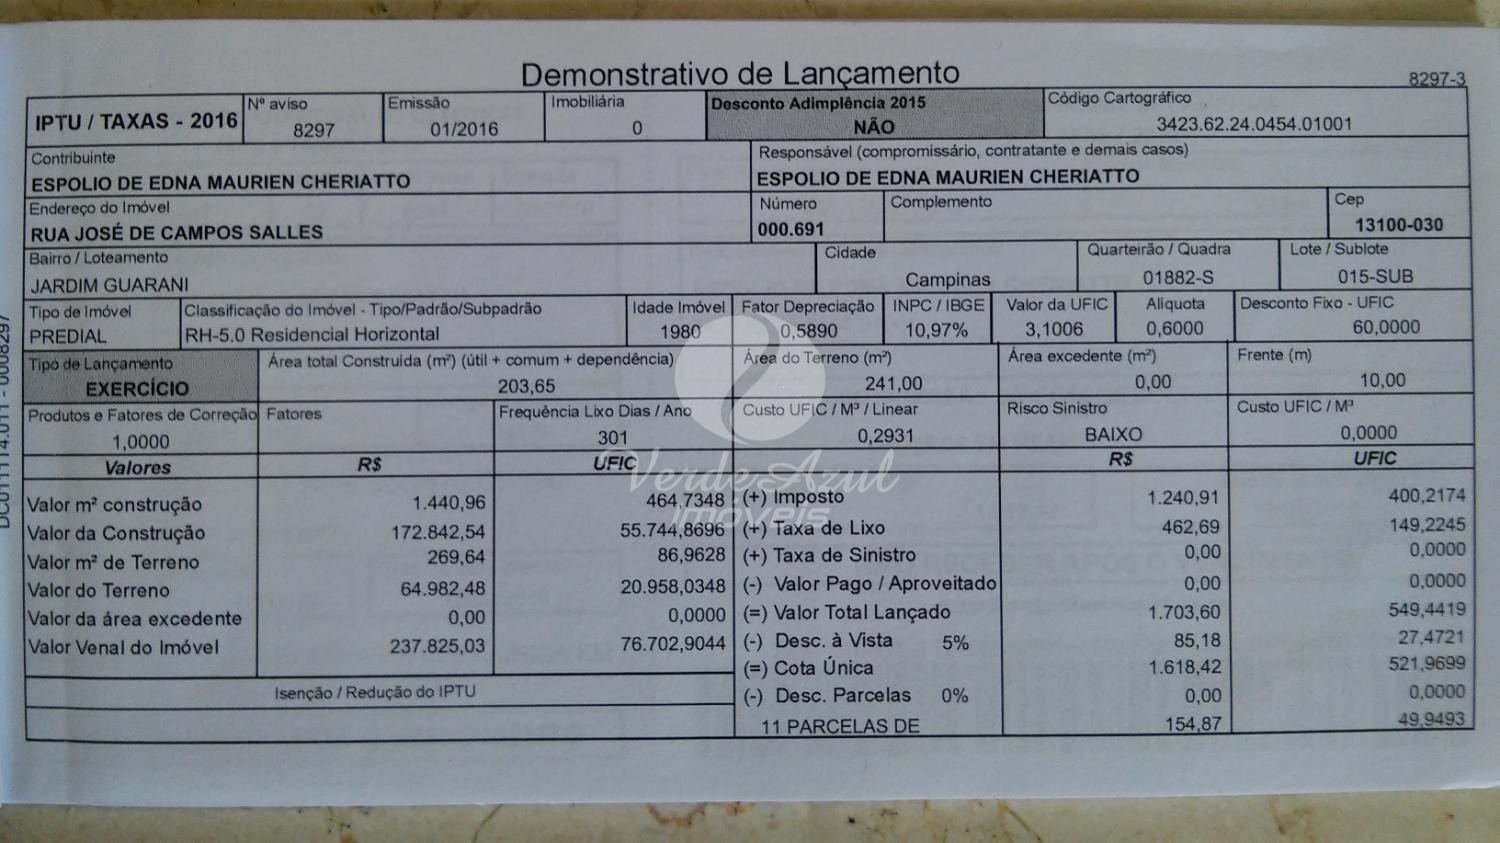 Demonstrativo de Lançamento
8297-3
IPTU / TAXAS - 2016
Nº aviso
8297
Emissão
01/2016
Imobiliária
0
Desconto Adimplência 2015
NÃO
Código Cartográfico
3423.62.24.0454.01001
Contribuinte
ESPOLIO DE EDNA MAURIEN CHERIATTO
Responsável (compromissário, contratante e demais casos)
ESPOLIO DE EDNA MAURIEN CHERIATTO
Endereço do Imóvel
RUA JOSÉ DE CAMPOS SALLES
Número
000.691
Complemento
Cep
13100-030
Bairro / Loteamento
JARDIM GUARANI
Cidade
Campinas
Quarteirão / Quadra
01882-S
Lote / Sublote
015-SUB
Tipo de Imóvel
PREDIAL
Classificação do Imóvel - Tipo/Padrão/Subpadrão
RH-5.0 Residencial Horizontal
Idade Imóvel
1980
Fator Depreciação
0,5890
INPC / IBGE
10,97%
Valor da UFIC
3,1006
Alíquota
0,6000
Desconto Fixo - UFIC
60,0000
Tipo de Lançamento
EXERCÍCIO
Área total Construída (m²) (útil + comum + dependência)
203,65
Área do Terreno (m²)
241,00
Área excedente (m²)
0,00
Frente (m)
10,00
Produtos e Fatores de Correção
1,0000
Fatores
Frequência Lixo Dias / Ano
301
Custo UFIC / M³ / Linear
0,2931
Risco Sinistro
BAIXO
Custo UFIC / M³
0,0000
Valores R$ UFIC R$ UFIC
Valor m² construção 1.440,96 464,7348 (+) Imposto 1.240,91 400,2174
Valor da Construção 172.842,54 55.744,8696 (+) Taxa de Lixo 462,69 149,2245
Valor m² de Terreno 269,64 86,9628 (+) Taxa de Sinistro 0,00 0,0000
Valor do Terreno 64.982,48 20.958,0348 (-) Valor Pago / Aproveitado 0,00 0,0000
Valor da área excedente 0,00 0,0000 (=) Valor Total Lançado 1.703,60 549,4419
Valor Venal do Imóvel 237.825,03 76.702,9044 (-) Desc. à Vista 5% 85,18 27,4721
(=) Cota Única 1.618,42 521,9699
Isenção / Redução do IPTU
(-) Desc. Parcelas 0% 0,00 0,0000
11 PARCELAS DE 154,87 49,9493
VerdeAzul
imóveis